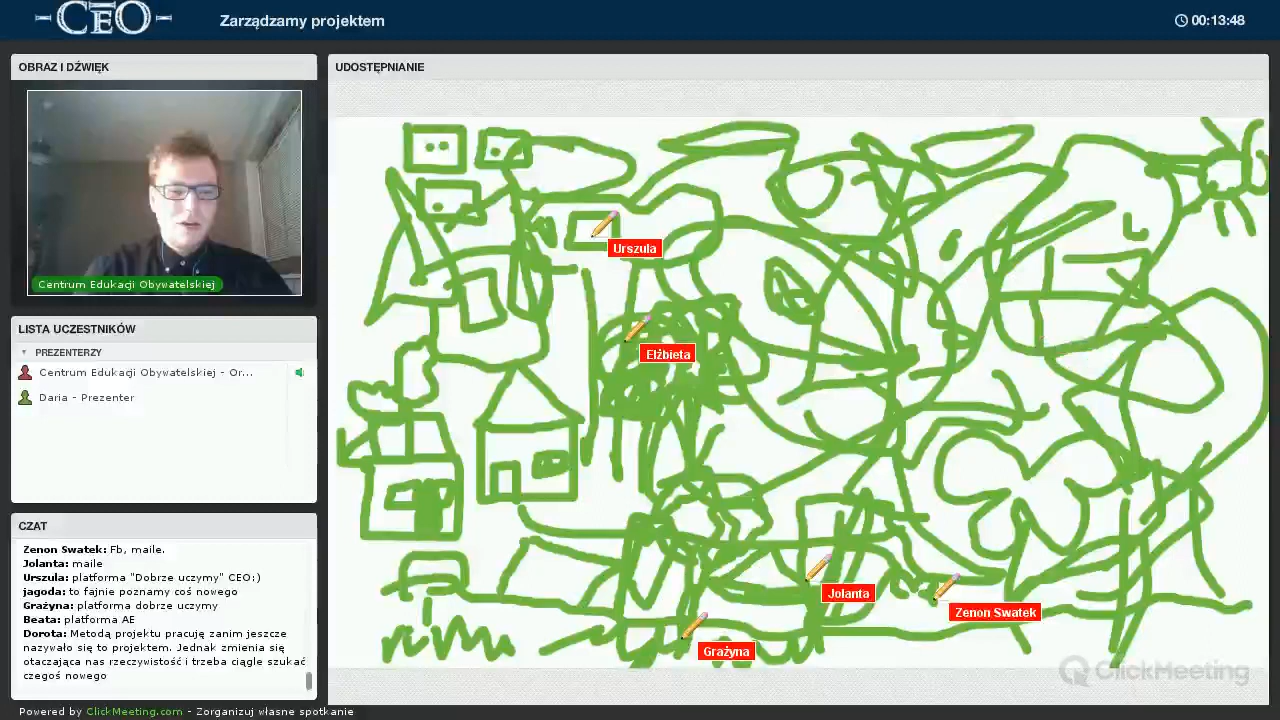 CEO
Zarządzamy projektem
00:13:48
OBRAZ I DŹWIĘK
Centrum Edukacji Obywatelskiej
LISTA UCZESTNIKÓW
PREZENTERZY
Centrum Edukacji Obywatelskiej - Or...
Daria - Prezenter
CZAT
Zenon Swatek: Fb, maile.
Jolanta: maile
Urszula: platforma "Dobrze uczymy" CEO:)
jagoda: to fajnie poznamy coś nowego
Grażyna: platforma dobrze uczymy
Beata: platforma AE
Dorota: Metodą projektu pracuję zanim jeszcze
nazywało się to projektem. Jednak zmienia się
otaczająca nas rzeczywistość i trzeba ciągle szukać
czegoś nowego
UDOSTĘPNIANIE
Urszula
Elżbieta
Jolanta
Zenon Swatek
Grażyna
ClickMeeting
Powered by ClickMeeting.com - Zorganizuj własne spotkanie